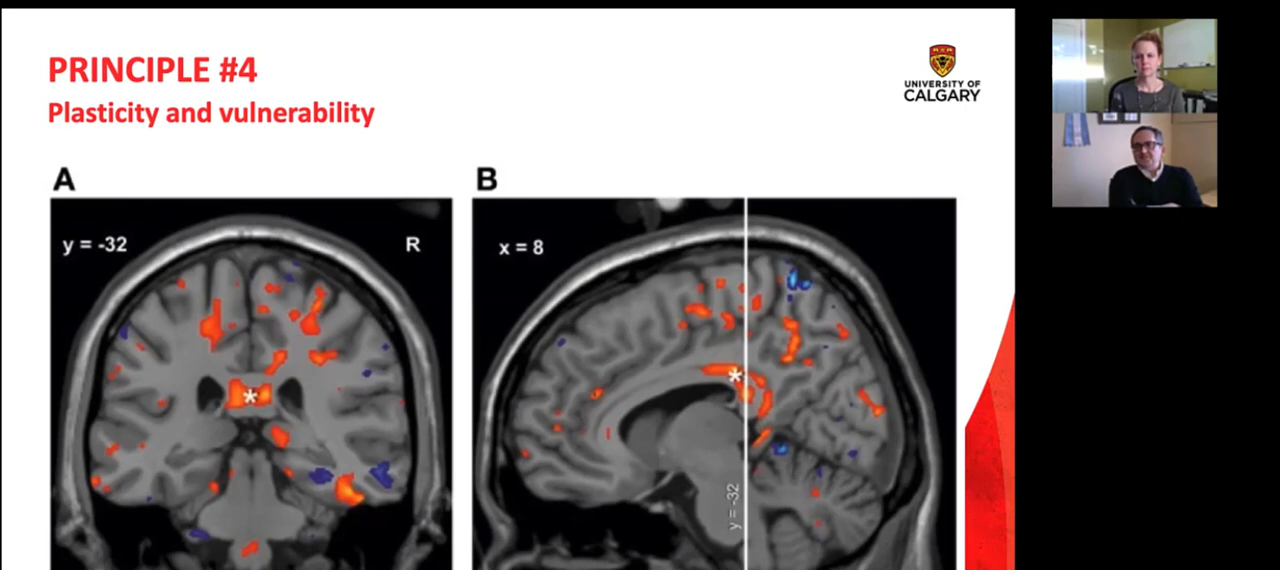 PRINCIPLE #4
Plasticity and vulnerability
UNIVERSITY OF
CALGARY
A
B
y = -32
R
x = 8
*
*
y = -32